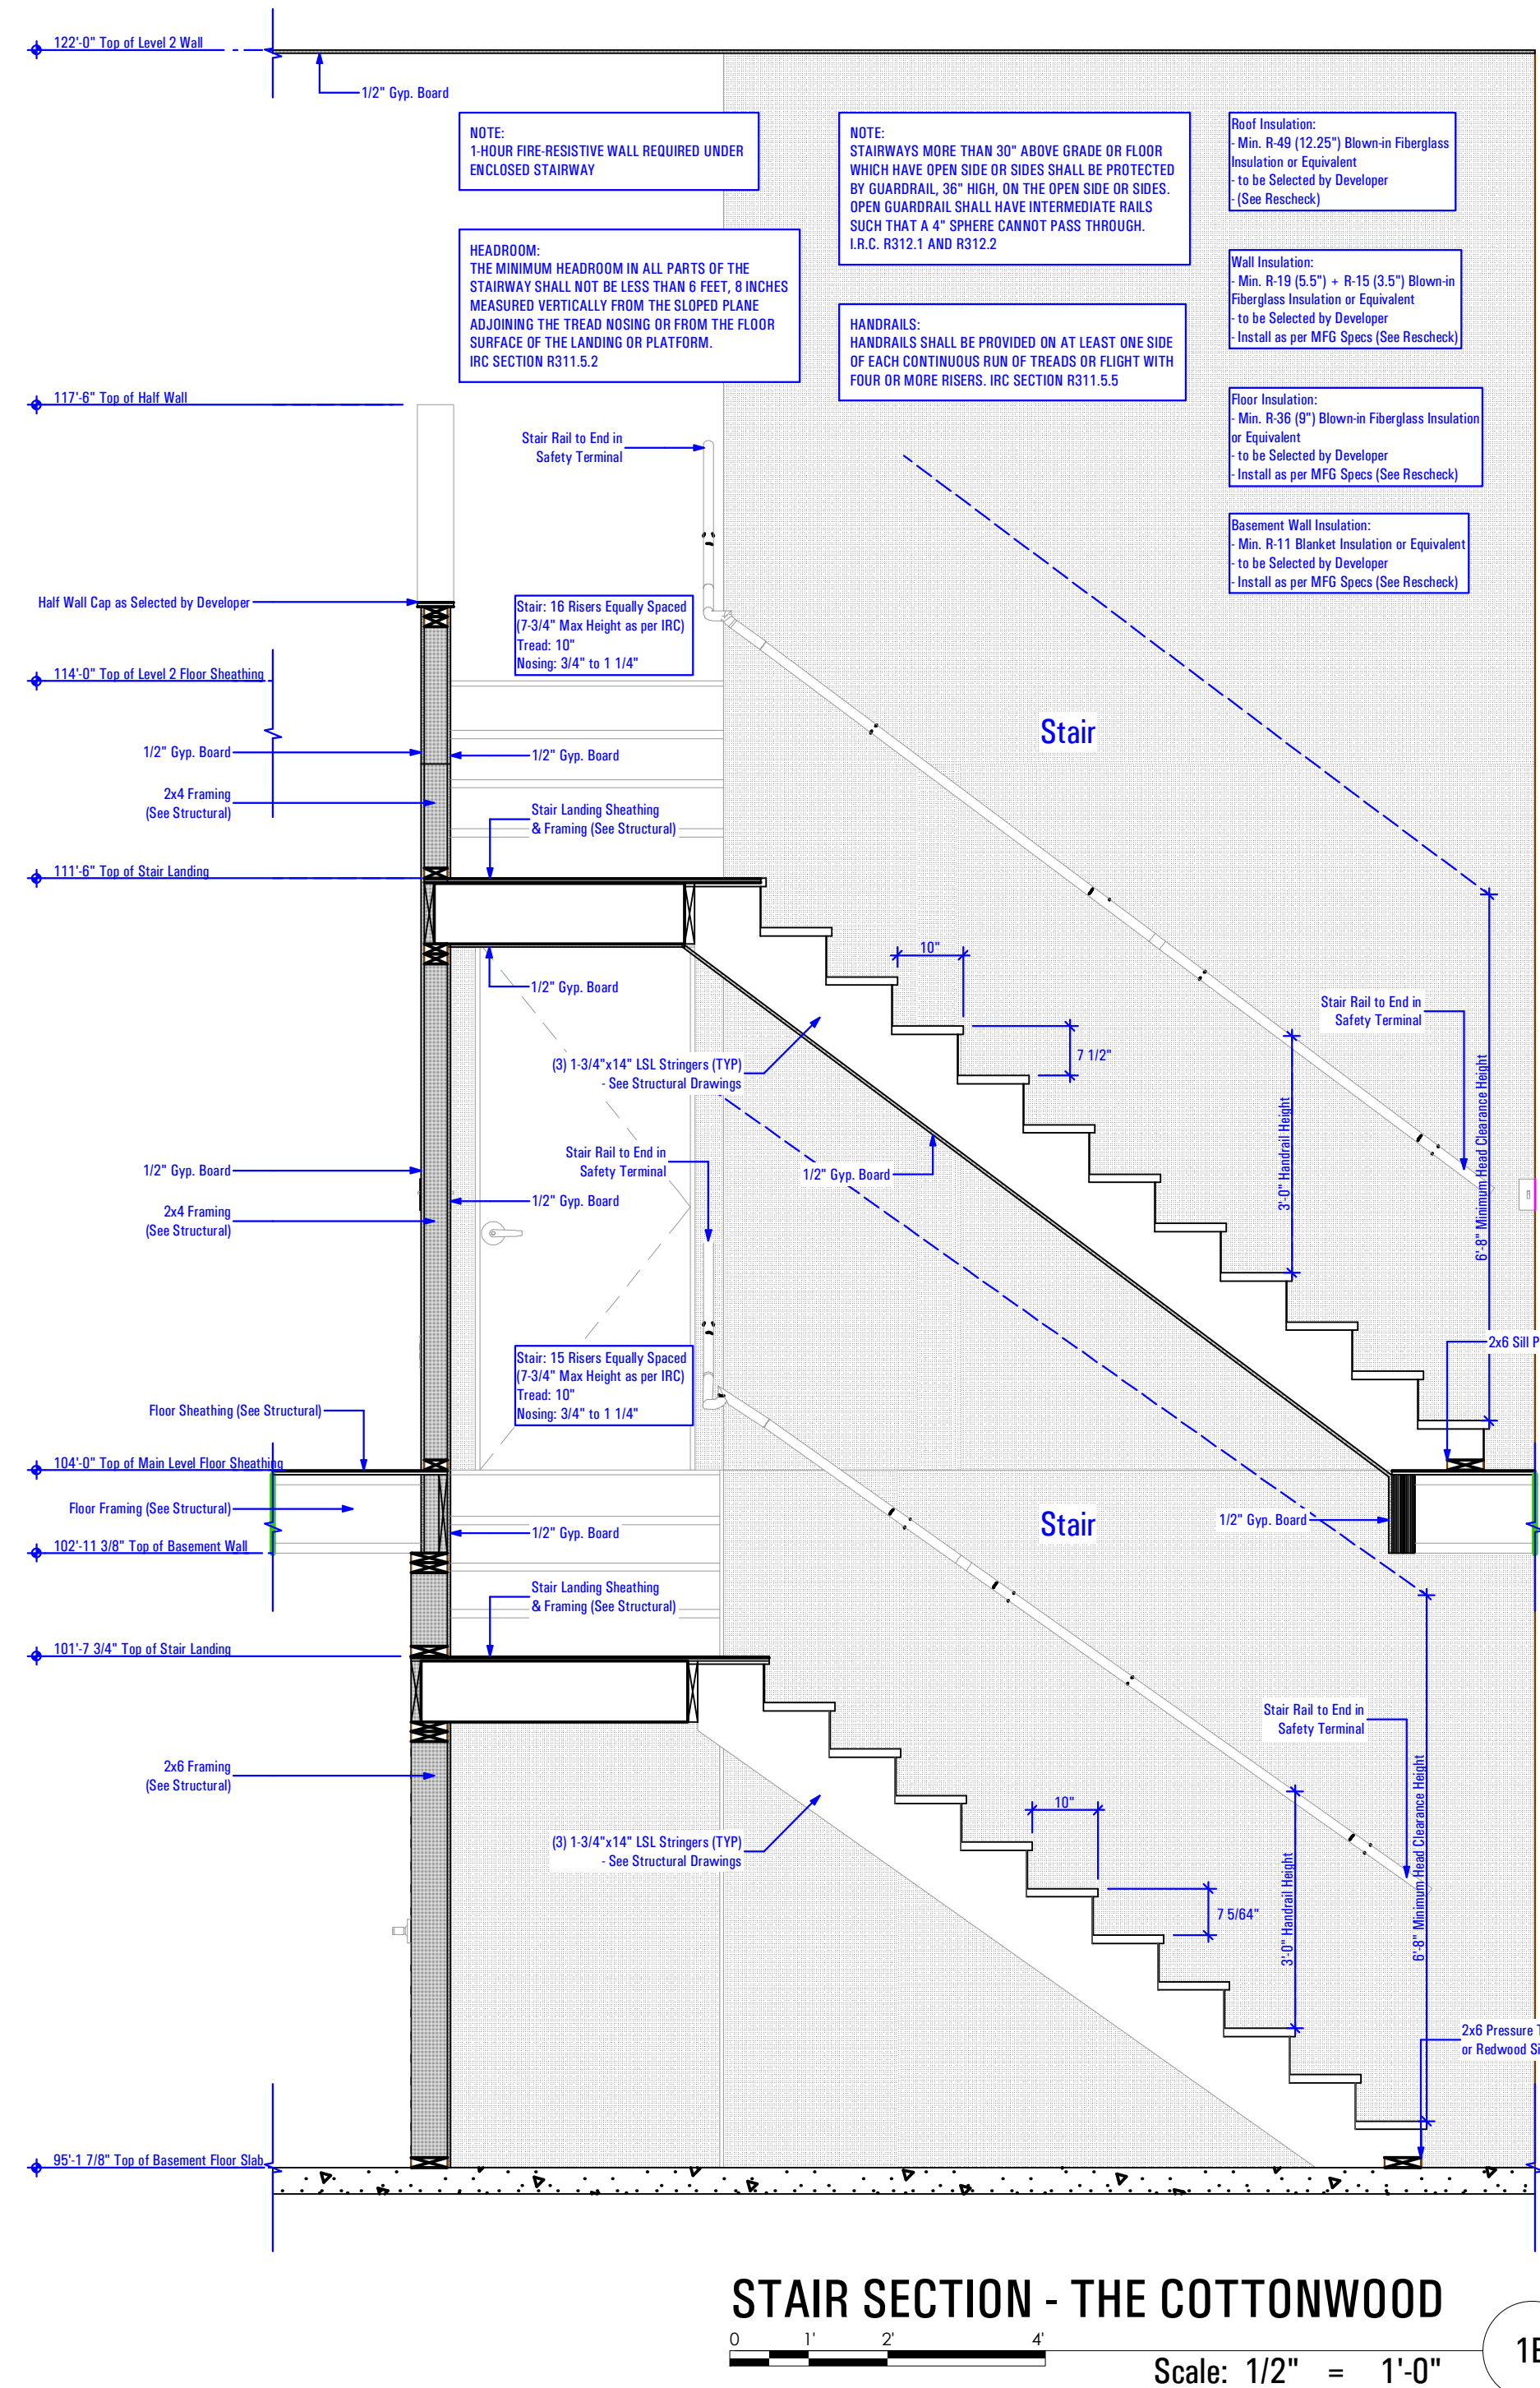 122'-0" Top of Level 2 Wall
1/2" Gyp. Board
NOTE:
1-HOUR FIRE-RESISTIVE WALL REQUIRED UNDER
ENCLOSED STAIRWAY
NOTE:
STAIRWAYS MORE THAN 30" ABOVE GRADE OR FLOOR
WHICH HAVE OPEN SIDE OR SIDES SHALL BE PROTECTED
BY GUARDRAIL, 36" HIGH, ON THE OPEN SIDE OR SIDES.
OPEN GUARDRAIL SHALL HAVE INTERMEDIATE RAILS
SUCH THAT A 4" SPHERE CANNOT PASS THROUGH.
I.R.C. R312.1 AND R312.2
Roof Insulation:
- Min. R-49 (12.25") Blown-in Fiberglass
Insulation or Equivalent
- to be Selected by Developer
- (See Rescheck)
HEADROOM:
THE MINIMUM HEADROOM IN ALL PARTS OF THE
STAIRWAY SHALL NOT BE LESS THAN 6 FEET, 8 INCHES
MEASURED VERTICALLY FROM THE SLOPED PLANE
ADJOINING THE TREAD NOSING OR FROM THE FLOOR
SURFACE OF THE LANDING OR PLATFORM.
IRC SECTION R311.5.2
Wall Insulation:
- Min. R-19 (5.5") + R-15 (3.5") Blown-in
Fiberglass Insulation or Equivalent
- to be Selected by Developer
- Install as per MFG Specs (See Rescheck)
HANDRAILS:
HANDRAILS SHALL BE PROVIDED ON AT LEAST ONE SIDE
OF EACH CONTINUOUS RUN OF TREADS OR FLIGHT WITH
FOUR OR MORE RISERS. IRC SECTION R311.5.5
117'-6" Top of Half Wall
Floor Insulation:
- Min. R-36 (9") Blown-in Fiberglass Insulation
or Equivalent
- to be Selected by Developer
- Install as per MFG Specs (See Rescheck)
Stair Rail to End in
Safety Terminal
Basement Wall Insulation:
- Min. R-11 Blanket Insulation or Equivalent
- to be Selected by Developer
- Install as per MFG Specs (See Rescheck)
Half Wall Cap as Selected by Developer
Stair: 16 Risers Equally Spaced
(7-3/4" Max Height as per IRC)
Tread: 10"
Nosing: 3/4" to 1 1/4"
114'-0" Top of Level 2 Floor Sheathing
Stair
1/2" Gyp. Board
1/2" Gyp. Board
2x4 Framing
(See Structural)
Stair Landing Sheathing
& Framing (See Structural)
111'-6" Top of Stair Landing
10"
1/2" Gyp. Board
Stair Rail to End in
Safety Terminal
7 1/2"
(3) 1-3/4"x14" LSL Stringers (TYP)
- See Structural Drawings
3'-0" Handrail Height
6'-8" Minimum Head Clearance Height
Stair Rail to End in
Safety Terminal
1/2" Gyp. Board
1/2" Gyp. Board
1/2" Gyp. Board
2x4 Framing
(See Structural)
2x6 Sill P
Stair: 15 Risers Equally Spaced
(7-3/4" Max Height as per IRC)
Tread: 10"
Nosing: 3/4" to 1 1/4"
Floor Sheathing (See Structural)
104'-0" Top of Main Level Floor Sheathing
Floor Framing (See Structural)
1/2" Gyp. Board
Stair
1/2" Gyp. Board
102'-11 3/8" Top of Basement Wall
Stair Landing Sheathing
& Framing (See Structural)
101'-7 3/4" Top of Stair Landing
Stair Rail to End in
Safety Terminal
2x6 Framing
(See Structural)
10"
(3) 1-3/4"x14" LSL Stringers (TYP)
- See Structural Drawings
7 5/64"
3'-0" Handrail Height
6'-8" Minimum Head Clearance Height
2x6 Pressure T
or Redwood Si
95'-1 7/8" Top of Basement Floor Slab
STAIR SECTION - THE COTTONWOOD
0 1' 2' 4'
Scale: 1/2" = 1'-0"
1E